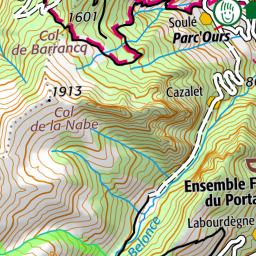 1601
Col
de Barrancq
Soulé
Parc'Ours
Cazalet
1913
Col
de la Nabe
Ensemble F
du Porta
Labourdègne
Belonce